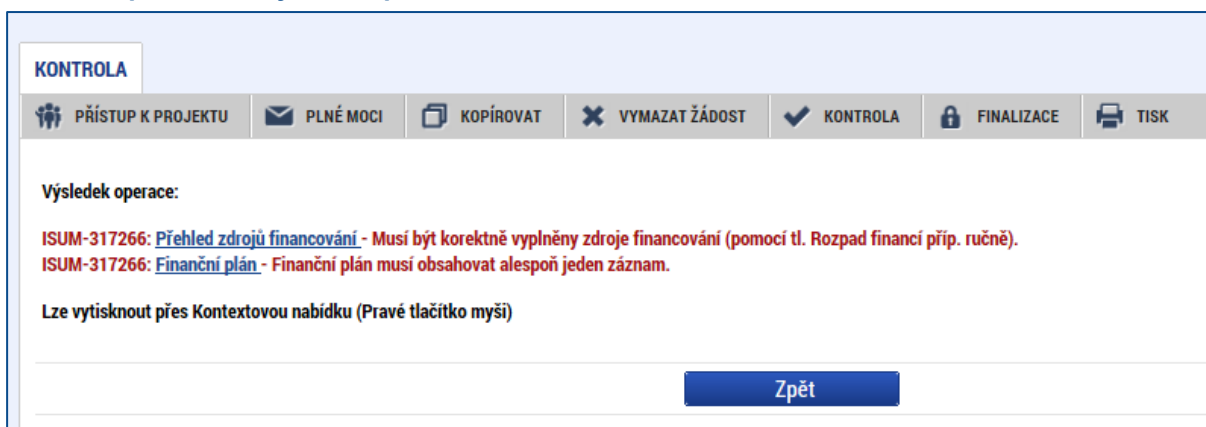 KONTROLA
PŘÍSTUP K PROJEKTU PLNÉ MOCI KOPÍROVAT VYMAZAT ŽÁDOST KONTROLA FINALIZACE TISK
Výsledek operace:
ISUM-317266: Přehled zdrojů financování - Musí být korektně vyplněny zdroje financování (pomocí tl. Rozpad financí příp. ručně).
ISUM-317266: Finanční plán - Finanční plán musí obsahovat alespoň jeden záznam.
Lze vytisknout přes Kontextovou nabídku (Pravé tlačítko myši)
Zpět